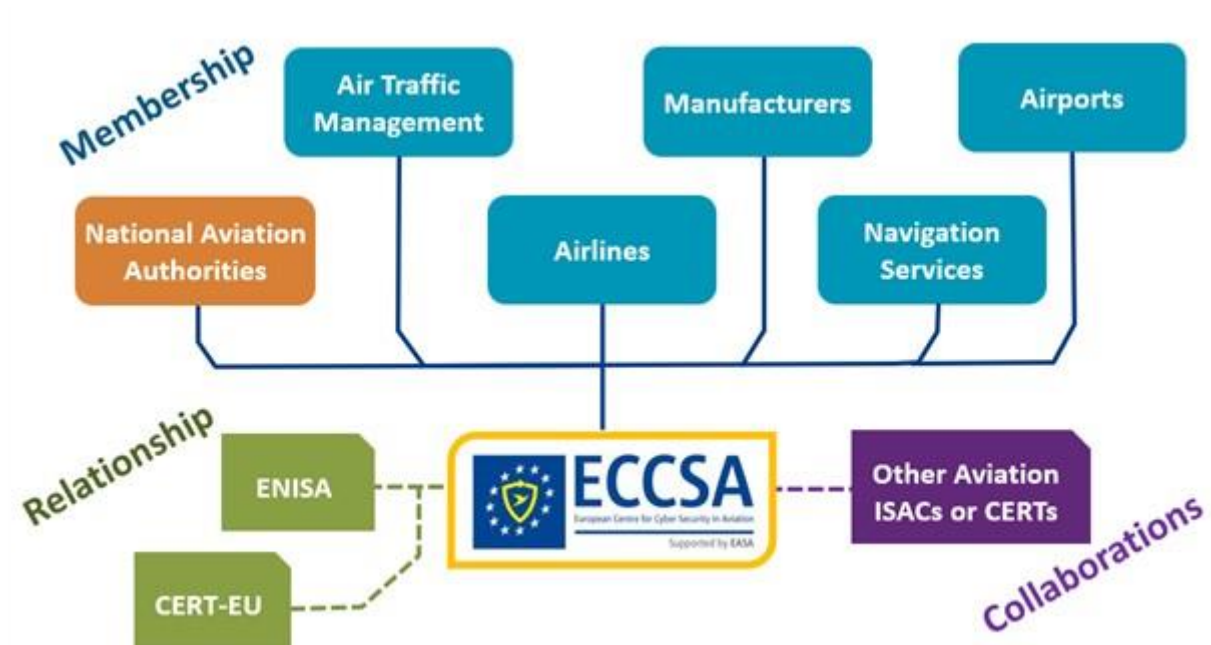 Membership
Air Traffic
Management
Manufacturers
Airports
National Aviation
Authorities
Airlines
Navigation
Services
Relationship
ENISA
CERT-EU
ECCSA
European Centre for Cyber Security in Aviation
Supported by EASA
Other Aviation
ISACs or CERTs
Collaborations